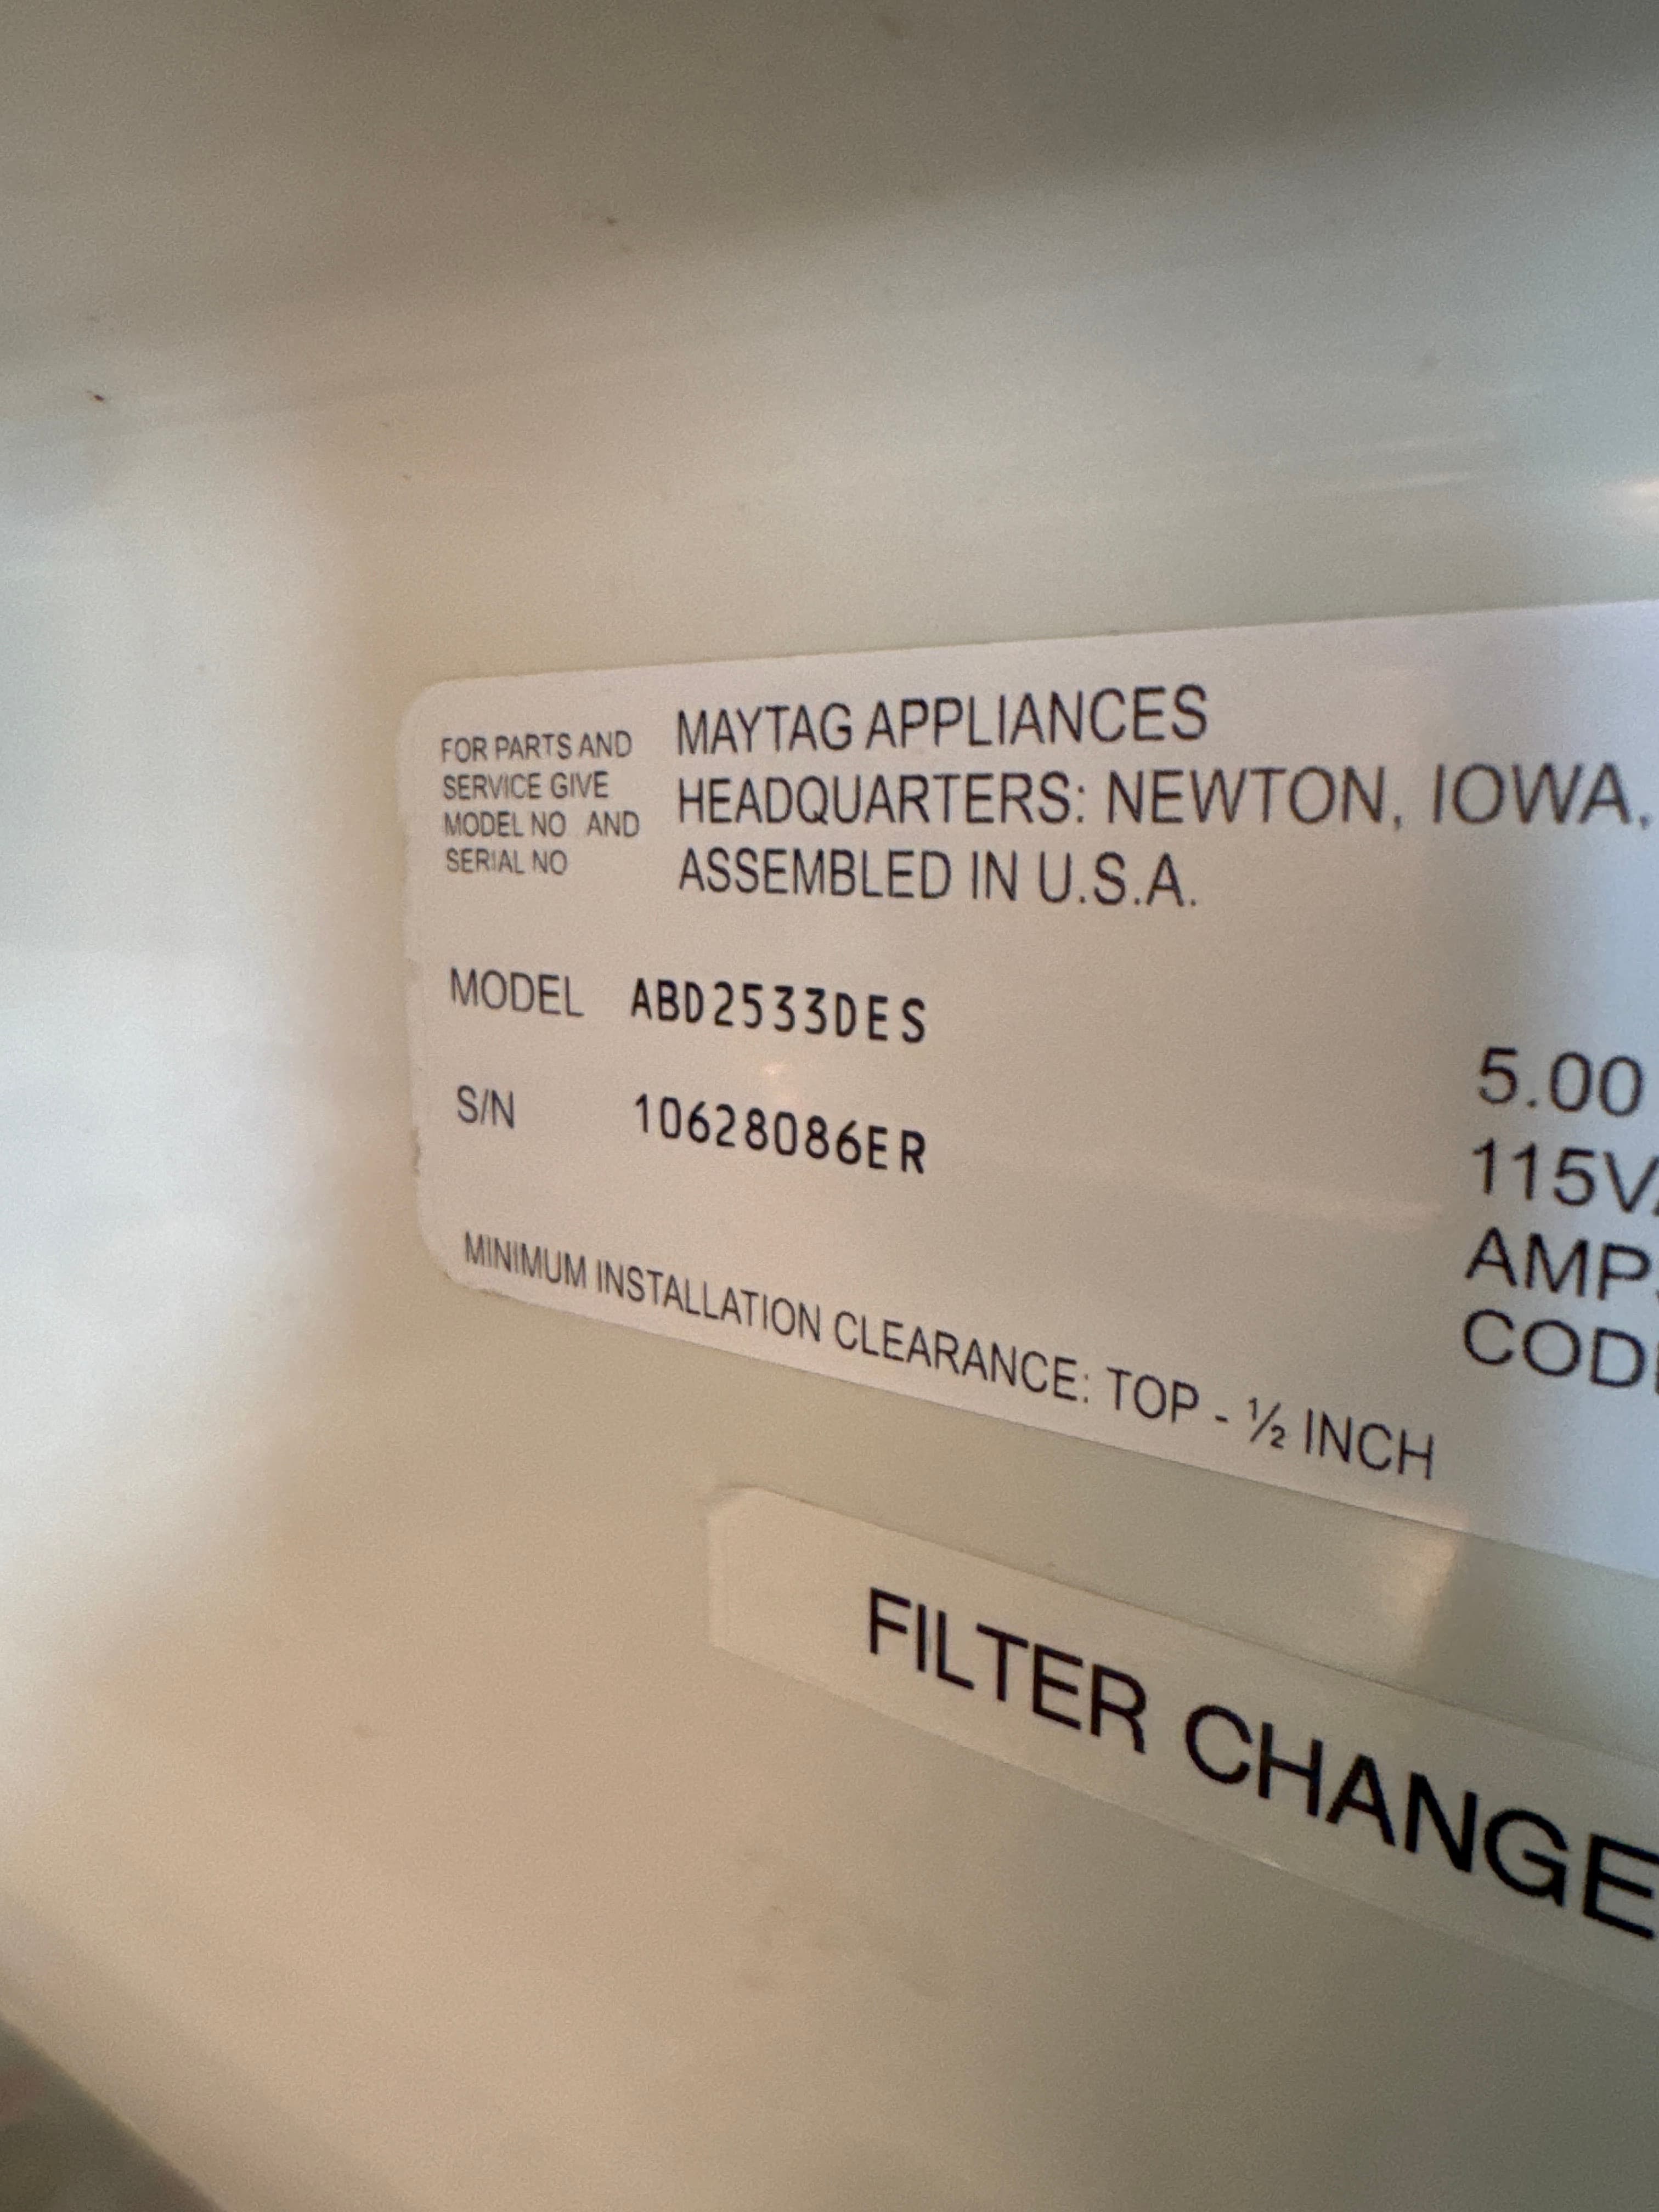 FOR PARTS AND
SERVICE GIVE
MODEL NO AND
SERIAL NO
MAYTAG APPLIANCES
HEADQUARTERS: NEWTON, IOWA,
ASSEMBLED IN U.S.A.
MODEL ABD2533DES
S/N 10628086ER
5.00
115V
AMP
COD
MINIMUM INSTALLATION CLEARANCE: TOP - ½ INCH
FILTER CHANGE